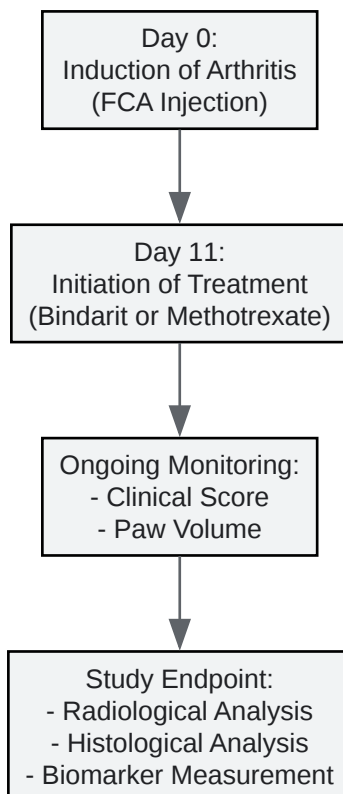 Day 0:
Induction of Arthritis
(FCA Injection)
Day 11:
Initiation of Treatment
(Bindarit or Methotrexate)
Ongoing Monitoring:
- Clinical Score
- Paw Volume
Study Endpoint:
- Radiological Analysis
- Histological Analysis
- Biomarker Measurement